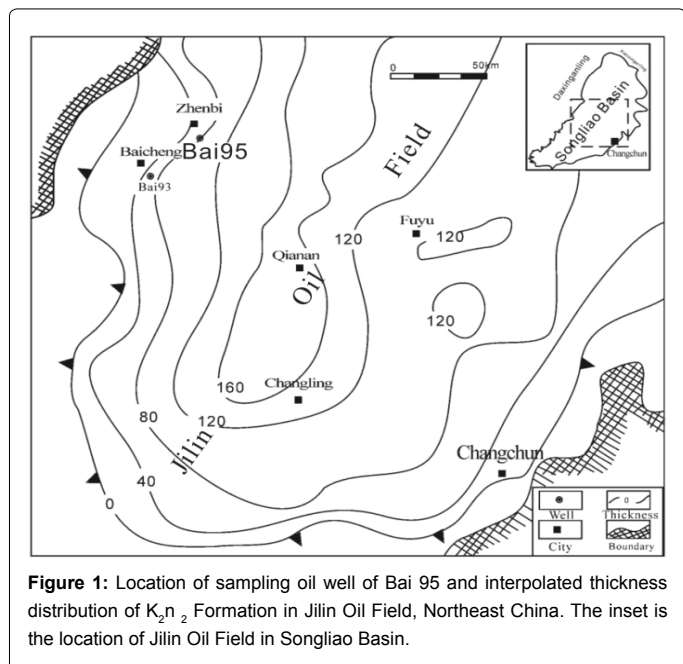 0 50km
Daxinganling
Songliao Basin
Changchun
Zhenbi
Bai95
Baicheng
Bai93
Field
Fuyu
120
120
Qianan
Oil
120
160
Changling
120
80
Jilin
Changchun
40
0
Well
0
Thickness
City
Boundary
Figure 1: Location of sampling oil well of Bai 95 and interpolated thickness
distribution of K₂n ₂ Formation in Jilin Oil Field, Northeast China. The inset is
the location of Jilin Oil Field in Songliao Basin.